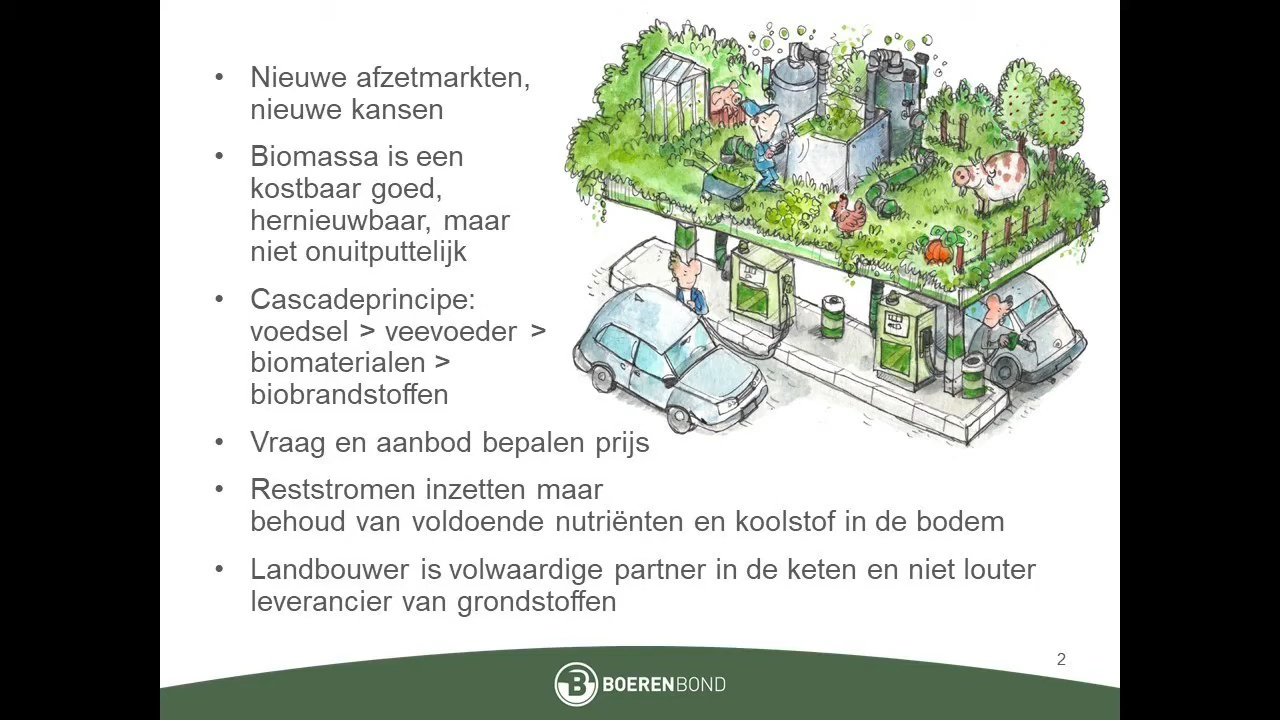 • Nieuwe afzetmarkten,
nieuwe kansen
• Biomassa is een
kostbaar goed,
hernieuwbaar, maar
niet onuitputtelijk
• Cascadeprincipe:
voedsel > veevoeder >
biomaterialen >
biobrandstoffen
• Vraag en aanbod bepalen prijs
• Reststromen inzetten maar
behoud van voldoende nutriënten en koolstof in de bodem
• Landbouwer is volwaardige partner in de keten en niet louter
leverancier van grondstoffen
2
B BOERENBOND